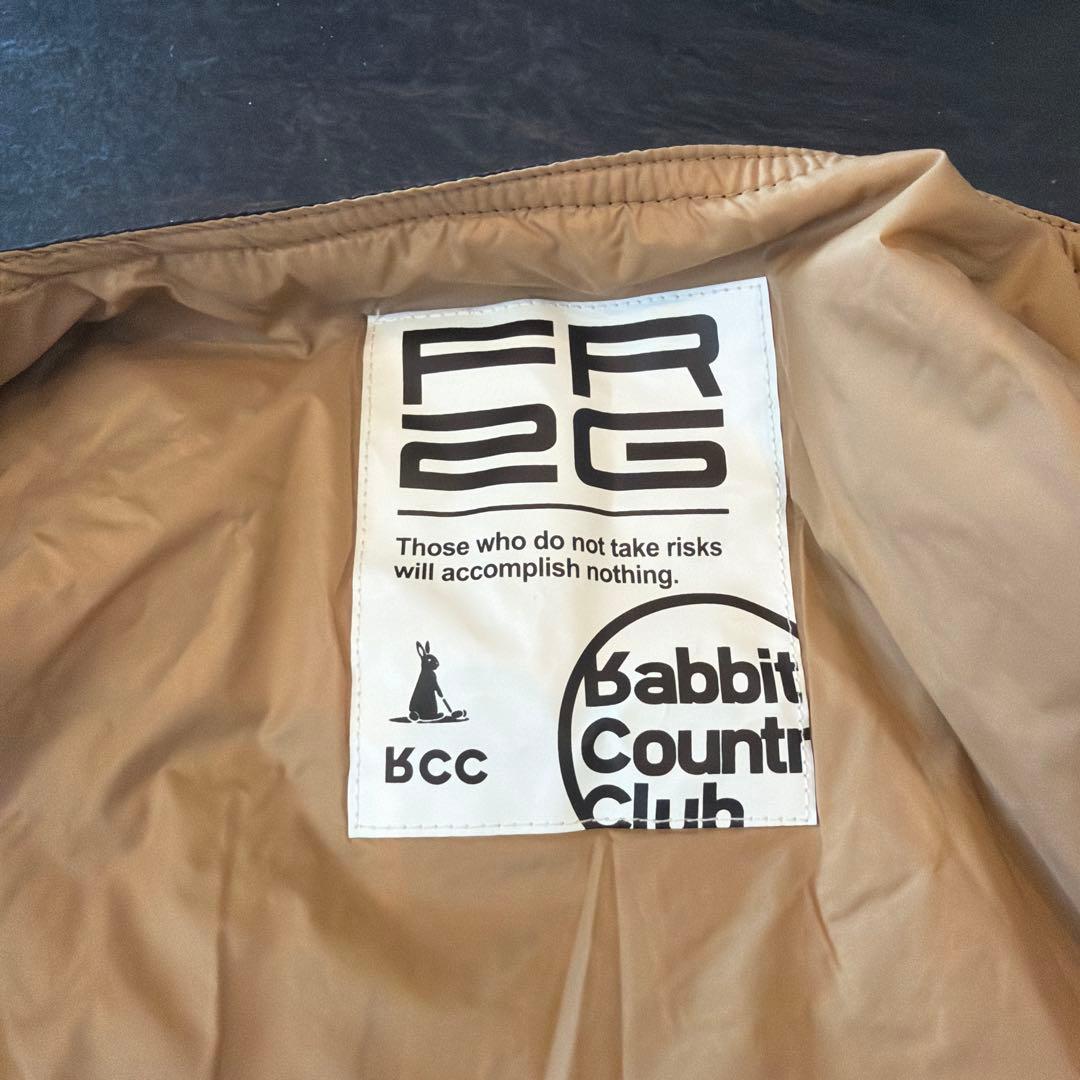 FR
2G
Those who do not take risks
will accomplish nothing.
RCC
Rabbit
Countr
Club